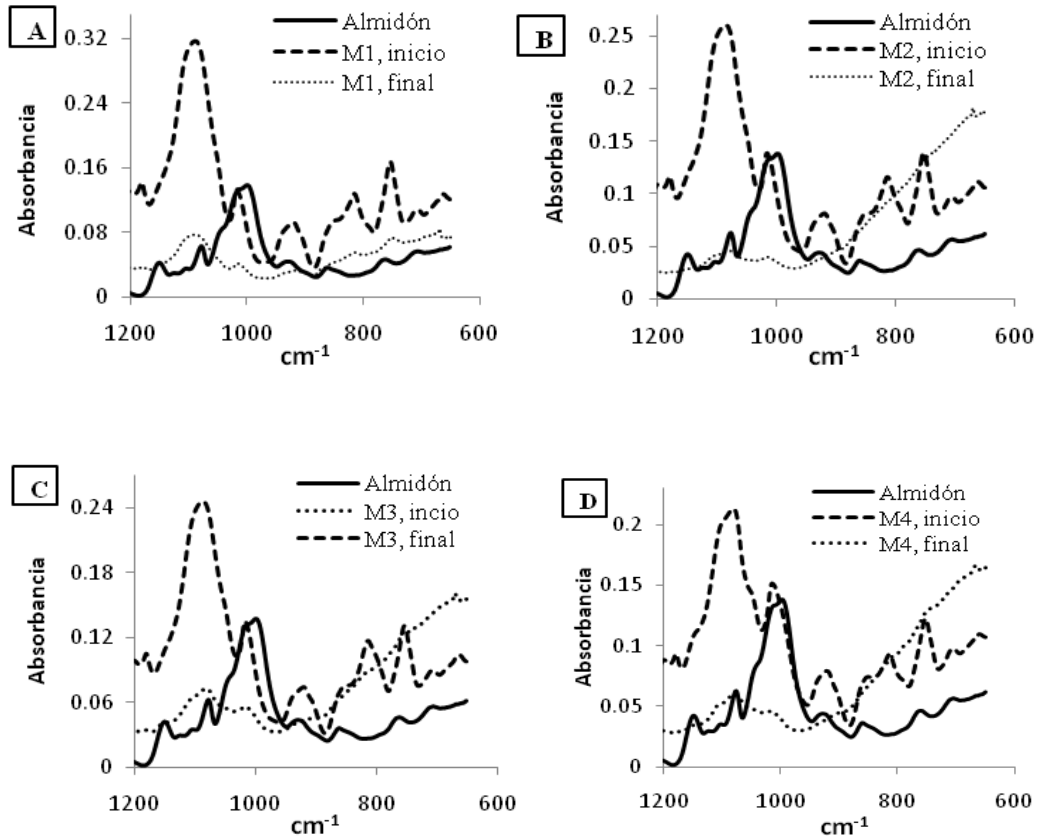 A
Almidón
M1, inicio
M1, final
0.32
0.24
0.16
0.08
0
Absorbancia
1200 1000 800 600
cm-1
B
Almidón
M2, inicio
M2, final
0.25
0.2
0.15
0.1
0.05
0
Absorbancia
1200 1000 800 600
cm-1
C
Almidón
M3, incio
M3, final
0.24
0.18
0.12
0.06
0
Absorbancia
1200 1000 800 600
cm-1
D
Almidón
M4, inicio
M4, final
0.2
0.15
0.1
0.05
0
Absorbancia
1200 1000 800 600
cm-1